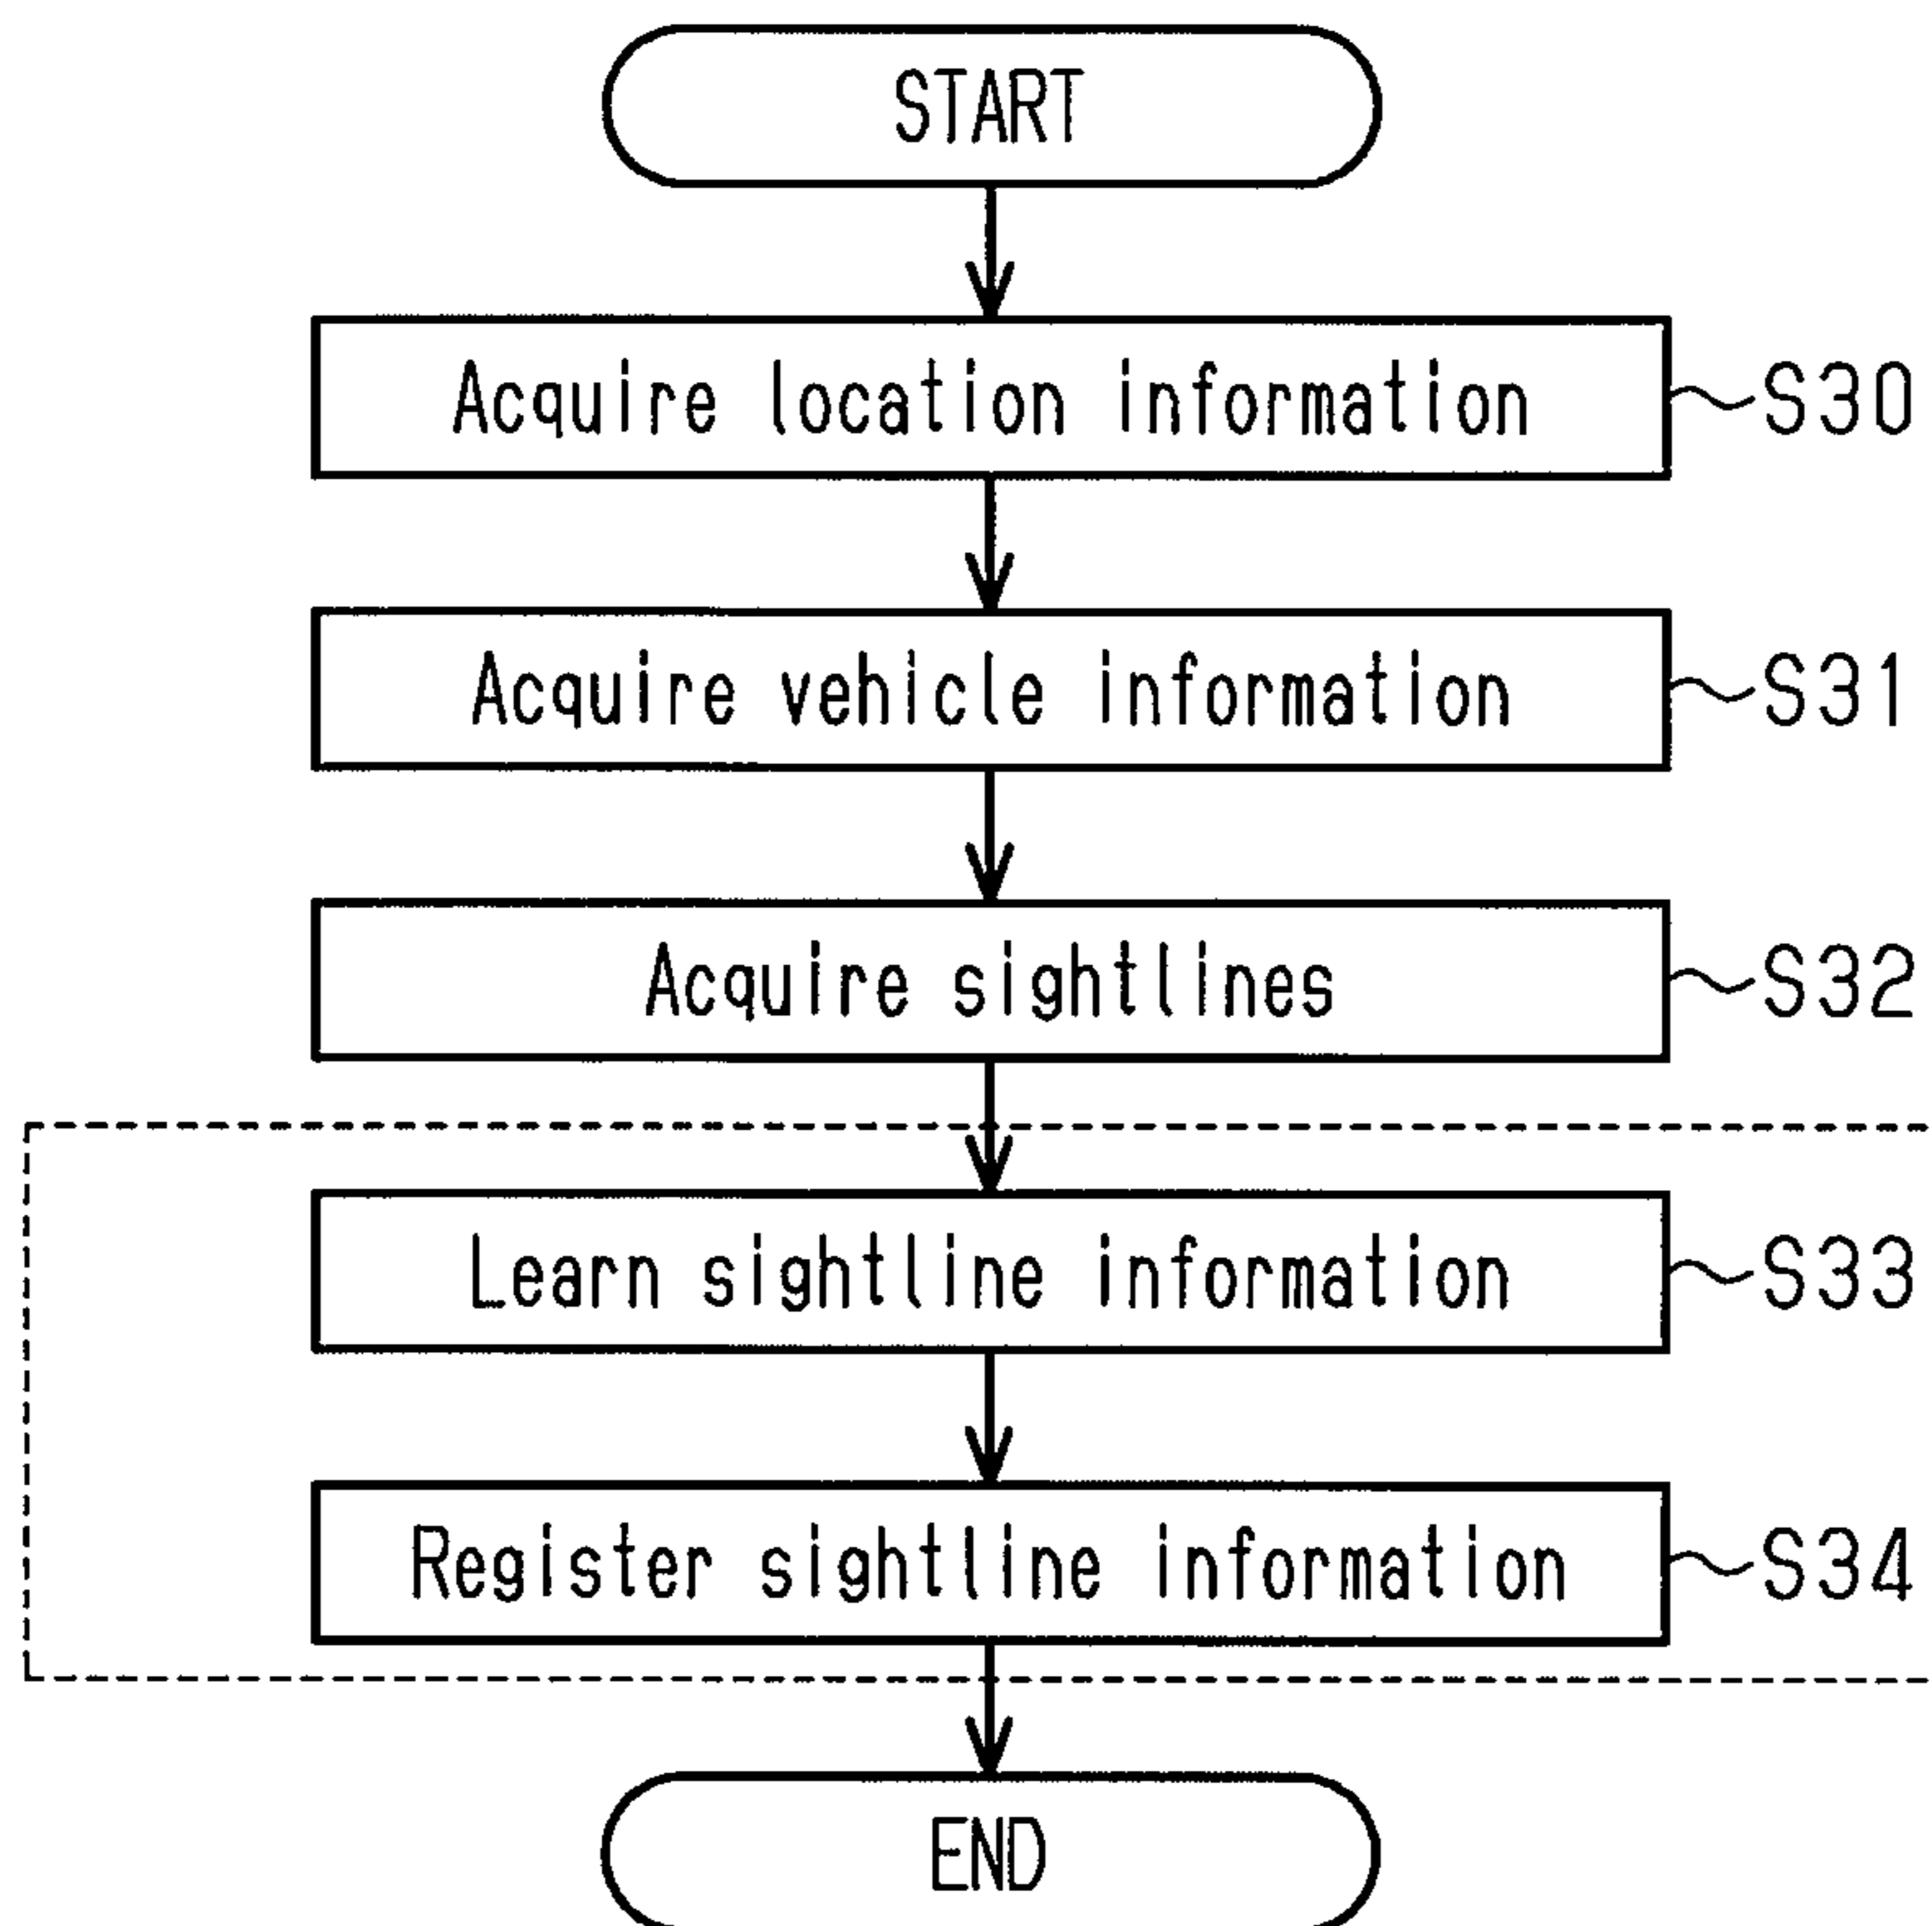 START
Acquire location information S30
Acquire vehicle information S31
Acquire sightlines S32
Learn sightline information S33
Register sightline information S34
END